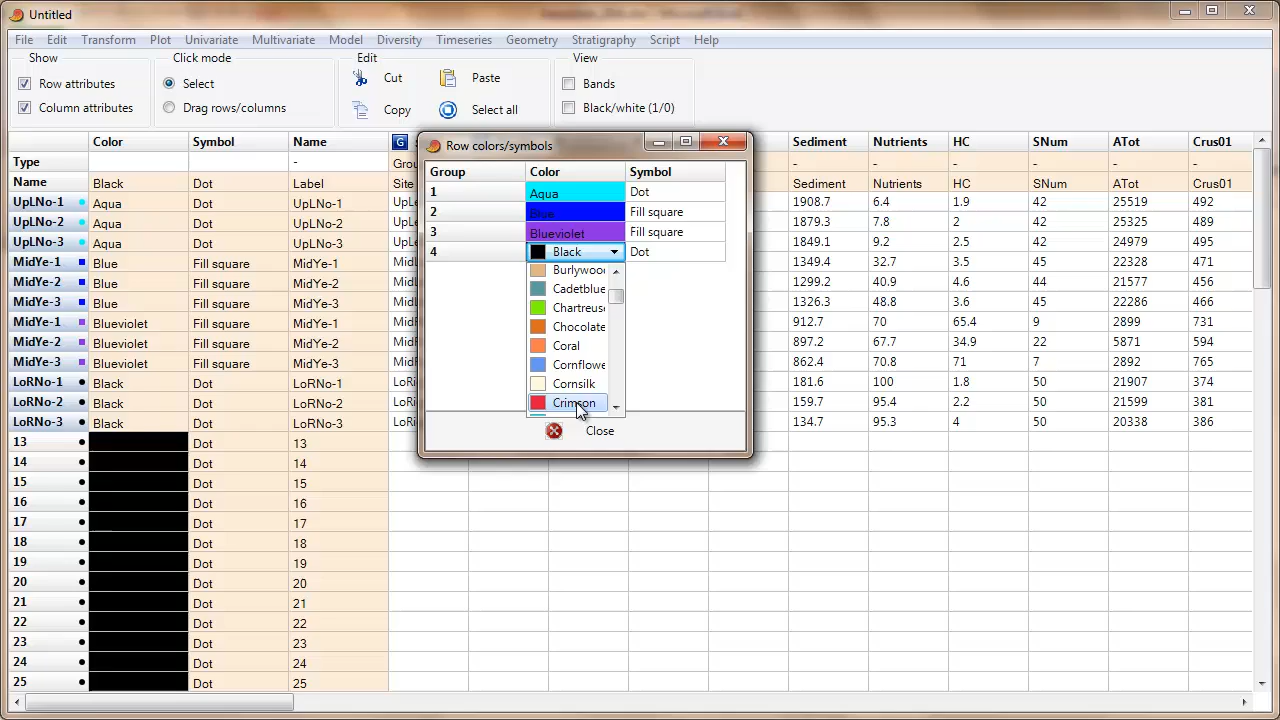 Untitled
File Edit Transform Plot Univariate Multivariate Model Diversity Timeseries Geometry Stratigraphy Script Help
Show Click mode Edit View
Row attributes Select Cut Paste Bands
Column attributes Drag rows/columns Copy Select all Black/white (1/0)
Row colors/symbols
Group Color Symbol
1 Aqua Dot
2 Blue Fill square
3 Blueviolet Fill square
4 Black Dot
Burlywood
Cadetblue
Chartreuse
Chocolate
Coral
Cornflowe
Cornsilk
Crimson
Close
Color Symbol Name G Sediment Nutrients HC SNum ATot Crus01
Type - Grou - - - - - -
Name Black Dot Label Site Sediment Nutrients HC SNum ATot Crus01
UpLNo-1 Aqua Dot UpLNo-1 UpLe 1908.7 6.4 1.9 42 25519 492
UpLNo-2 Aqua Dot UpLNo-2 UpLe 1879.3 7.8 2 42 25325 489
UpLNo-3 Aqua Dot UpLNo-3 UpLe 1849.1 9.2 2.5 42 24979 495
MidYe-1 Blue Fill square MidYe-1 MidR 1349.4 32.7 3.5 45 22328 471
MidYe-2 Blue Fill square MidYe-2 MidR 1299.2 40.9 4.6 44 21577 456
MidYe-3 Blue Fill square MidYe-3 MidR 1326.3 48.8 3.6 45 22286 466
MidYe-1 Blueviolet Fill square MidYe-1 MidL 912.7 70 65.4 9 2899 731
MidYe-2 Blueviolet Fill square MidYe-2 MidL 897.2 67.7 34.9 22 5871 594
MidYe-3 Blueviolet Fill square MidYe-3 MidL 862.4 70.8 71 7 2892 765
LoRNo-1 Black Dot LoRNo-1 LoRi 181.6 100 1.8 50 21907 374
LoRNo-2 Black Dot LoRNo-2 LoRi 159.7 95.4 2.2 50 21599 381
LoRNo-3 Black Dot LoRNo-3 LoRi 134.7 95.3 4 50 20338 386
13 Dot 13
14 Dot 14
15 Dot 15
16 Dot 16
17 Dot 17
18 Dot 18
19 Dot 19
20 Dot 20
21 Dot 21
22 Dot 22
23 Dot 23
24 Dot 24
25 Dot 25